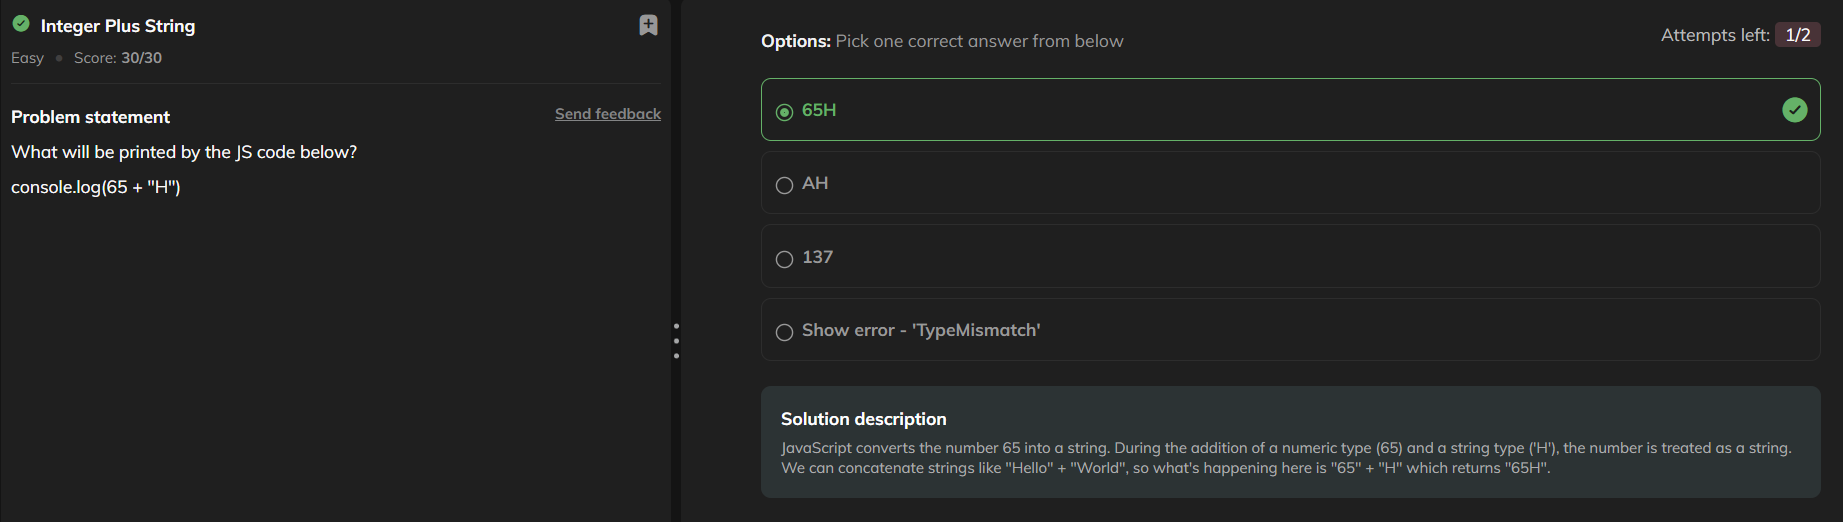 Integer Plus String
Easy • Score: 30/30
Problem statement
Send feedback
What will be printed by the JS code below?
console.log(65 + "H")
Options: Pick one correct answer from below
Attempts left: 1/2
65H
AH
137
Show error - 'TypeMismatch'
Solution description
JavaScript converts the number 65 into a string. During the addition of a numeric type (65) and a string type ('H'), the number is treated as a string.
We can concatenate strings like "Hello" + "World", so what's happening here is "65" + "H" which returns "65H".